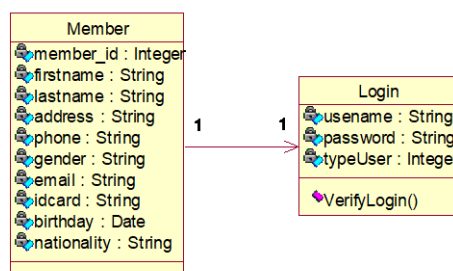 Member
member_id : Integer
firstname : String
lastname : String
address : String
phone : String
gender : String
email : String
idcard : String
birthday : Date
nationality : String
1
1
Login
usename : String
password : String
typeUser : Integer
VerifyLogin()